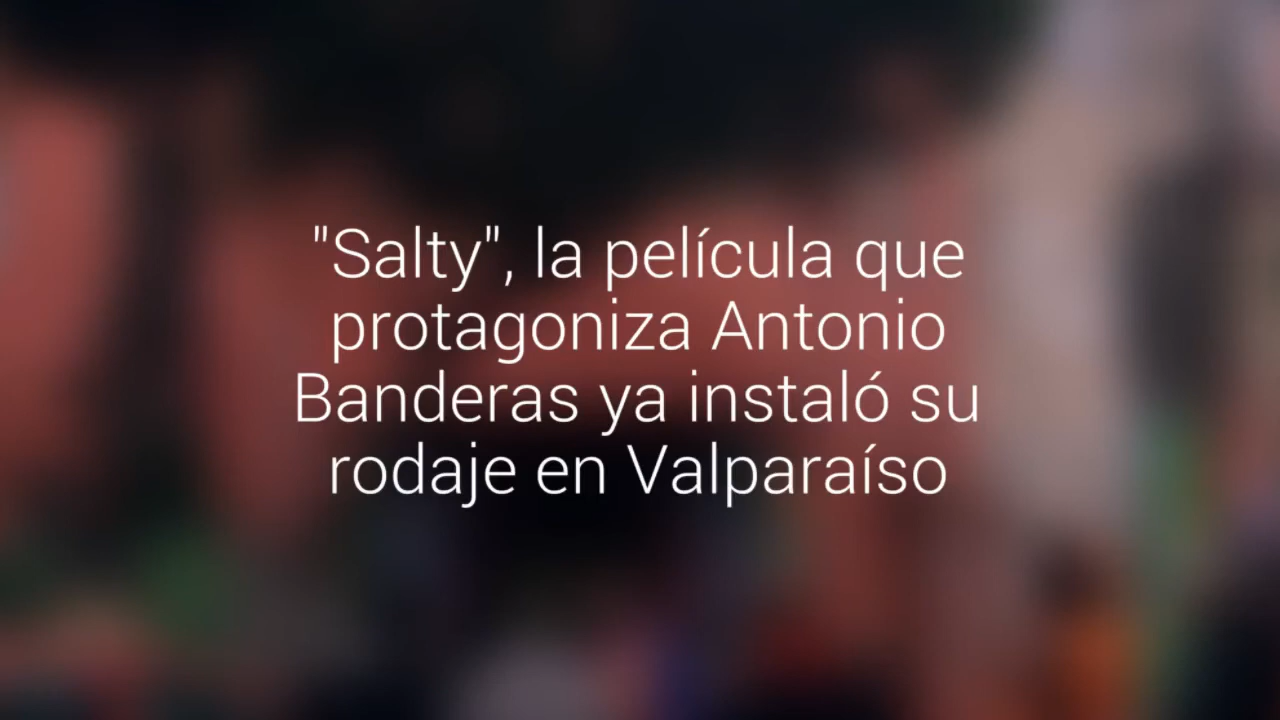 "Salty", la película que
protagoniza Antonio
Banderas ya instaló su
rodaje en Valparaíso